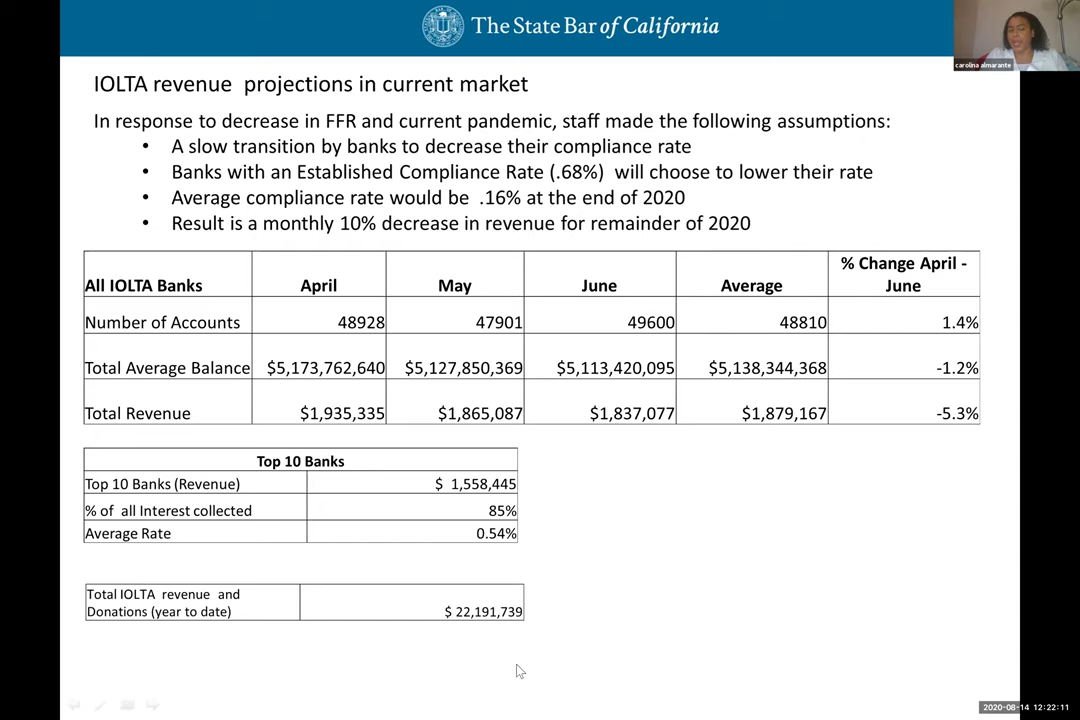 The State Bar of California
carolina almarante
IOLTA revenue projections in current market
In response to decrease in FFR and current pandemic, staff made the following assumptions:
• A slow transition by banks to decrease their compliance rate
• Banks with an Established Compliance Rate (.68%) will choose to lower their rate
• Average compliance rate would be .16% at the end of 2020
• Result is a monthly 10% decrease in revenue for remainder of 2020
All IOLTA Banks April May June Average % Change April - June
Number of Accounts 48928 47901 49600 48810 1.4%
Total Average Balance $5,173,762,640 $5,127,850,369 $5,113,420,095 $5,138,344,368 -1.2%
Total Revenue $1,935,335 $1,865,087 $1,837,077 $1,879,167 -5.3%
Top 10 Banks
Top 10 Banks (Revenue) $ 1,558,445
% of all Interest collected 85%
Average Rate 0.54%
Total IOLTA revenue and
Donations (year to date) $ 22,191,739
2020-08-14 12:22:11